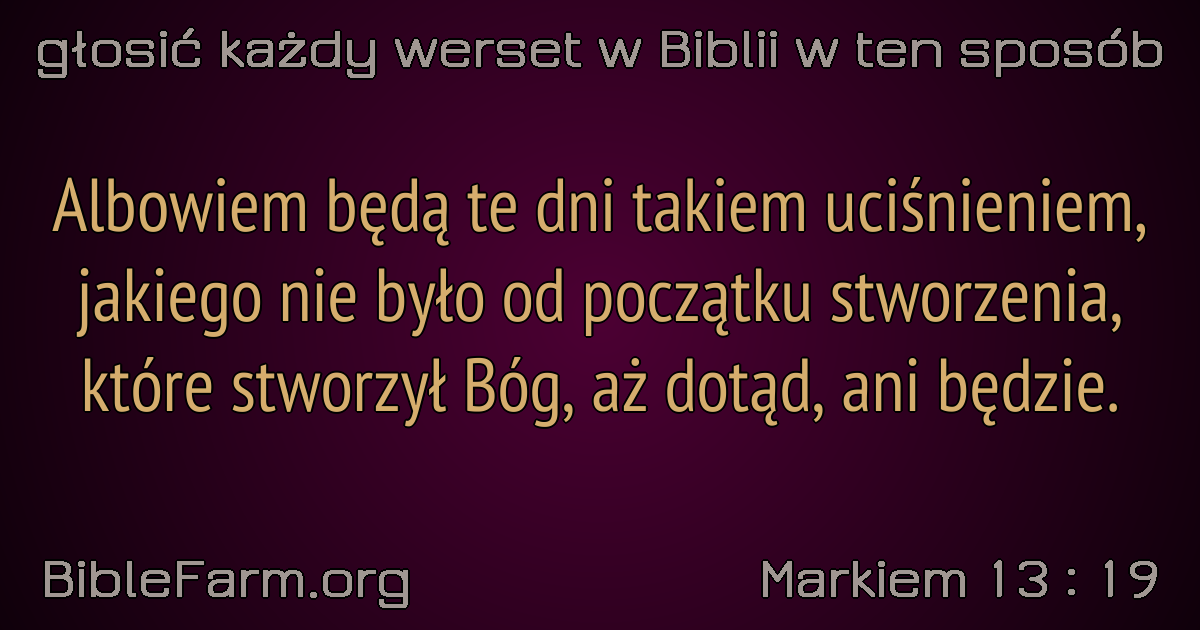 głosić każdy werset w Biblii w ten sposób
Albowiem będą te dni takiem uciśnieniem,
jakiego nie było od początku stworzenia,
które stworzył Bóg, aż dotąd, ani będzie.
BibleFarm.org
Markiem 13 : 19